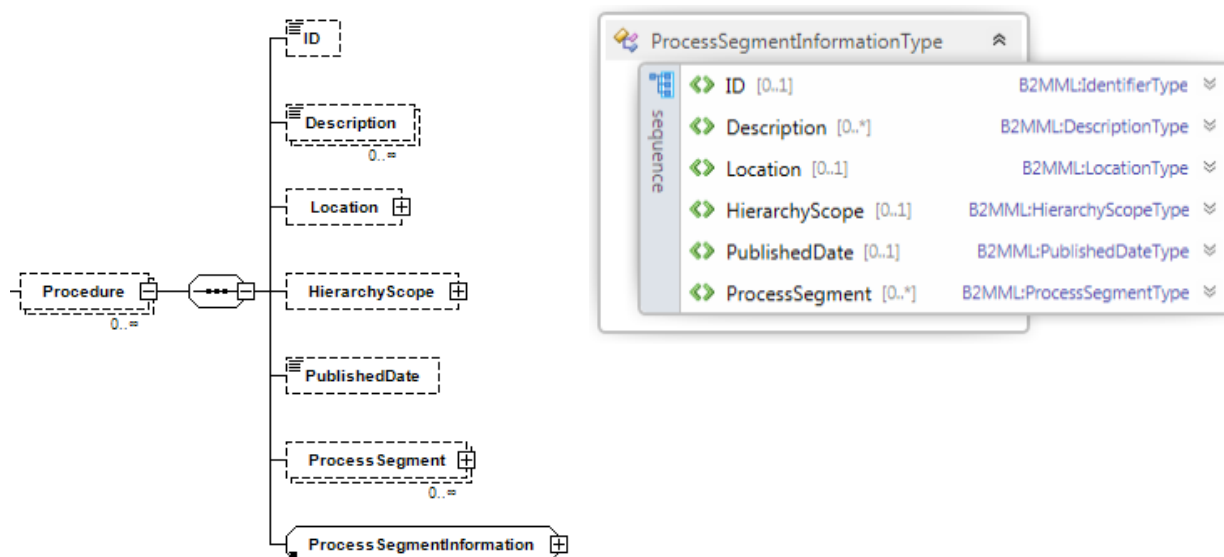 ID
Description
0..∞
Location
Procedure
0..∞
HierarchyScope
PublishedDate
ProcessSegment
0..∞
ProcessSegmentInformation
ProcessSegmentInformationType
sequence
ID [0..1] B2MML:IdentifierType
Description [0..*] B2MML:DescriptionType
Location [0..1] B2MML:LocationType
HierarchyScope [0..1] B2MML:HierarchyScopeType
PublishedDate [0..1] B2MML:PublishedDateType
ProcessSegment [0..*] B2MML:ProcessSegmentType